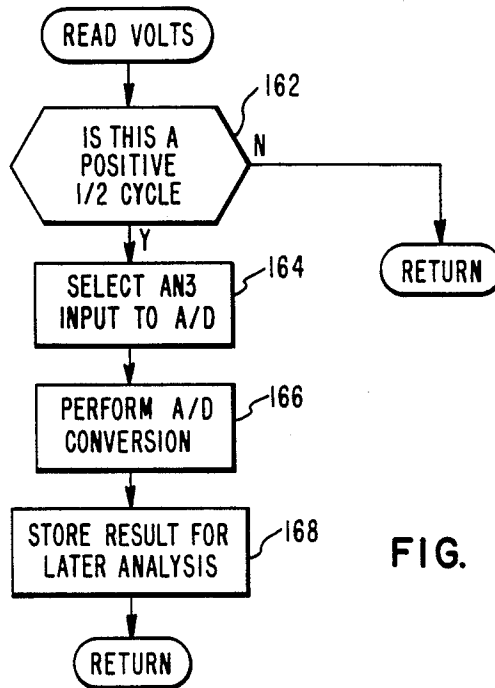 READ VOLTS
162
IS THIS A
POSITIVE
1/2 CYCLE
N
Y
RETURN
164
SELECT AN3
INPUT TO A/D
166
PERFORM A/D
CONVERSION
168
STORE RESULT FOR
LATER ANALYSIS
FIG.
RETURN